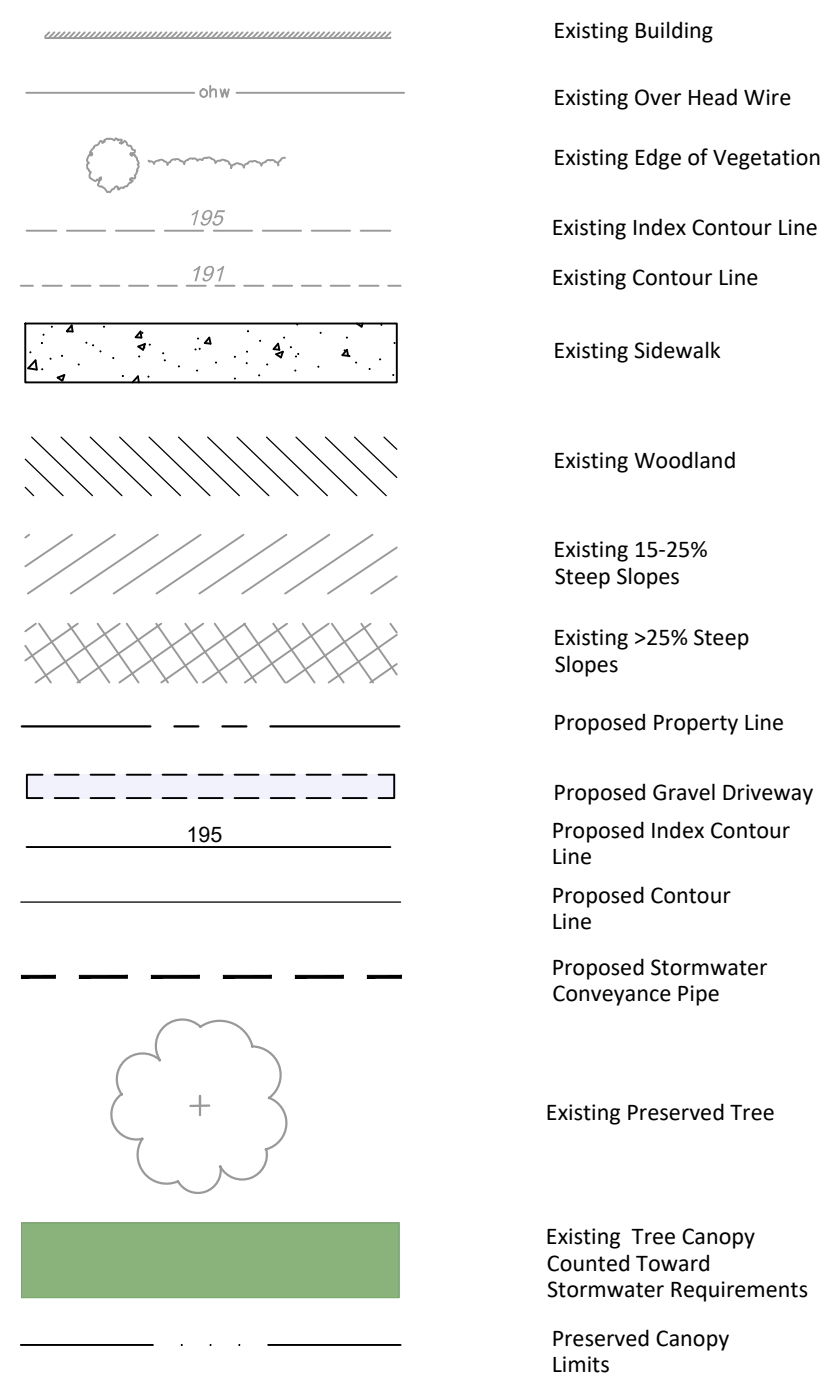 Existing Building
ohw
Existing Over Head Wire
Existing Edge of Vegetation
195
Existing Index Contour Line
191
Existing Contour Line
Existing Sidewalk
Existing Woodland
Existing 15-25%
Steep Slopes
Existing >25% Steep
Slopes
Proposed Property Line
Proposed Gravel Driveway
195
Proposed Index Contour
Line
Proposed Contour
Line
Proposed Stormwater
Conveyance Pipe
Existing Preserved Tree
Existing Tree Canopy
Counted Toward
Stormwater Requirements
Preserved Canopy
Limits